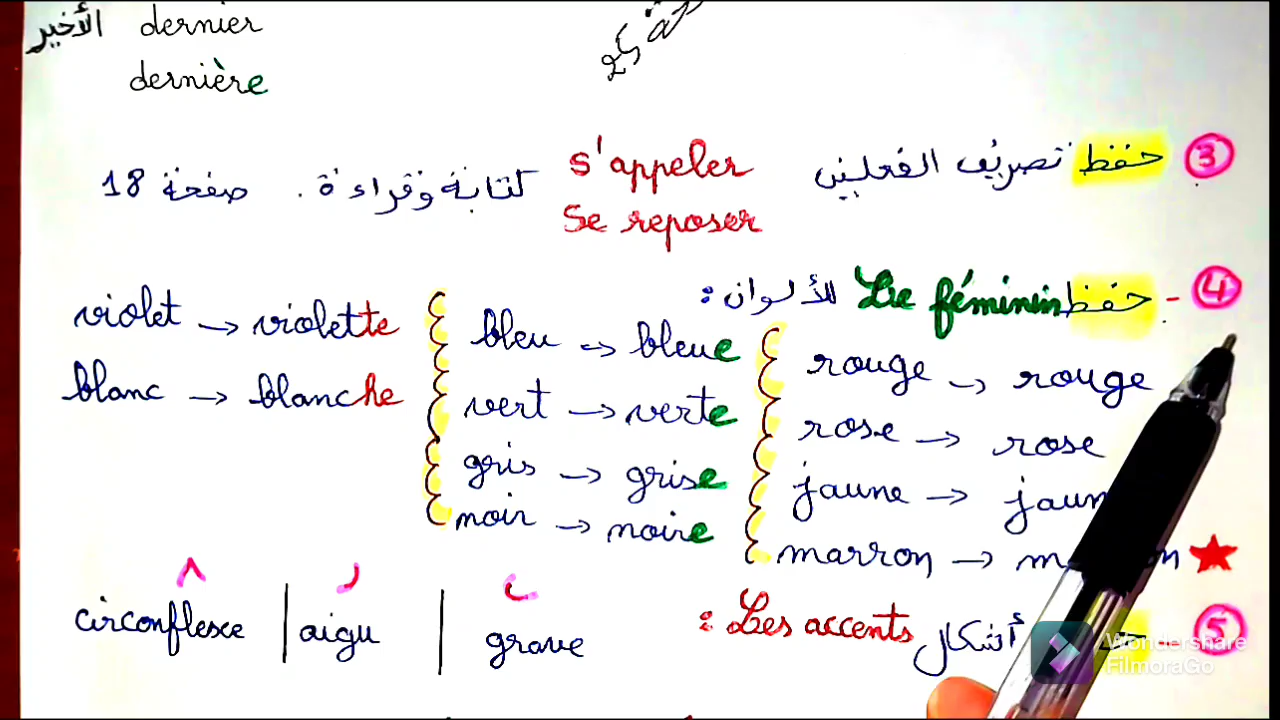 الأخير dernier
dernière
③ حفظ تصريف الفعلين s'appeler كتابة وقراءة . صفحة 18
Se reposer
④ - حفظ Le féminin للألوان :
rouge → rouge
rose → rose
jaune → jaun
marron → m
bleu → bleue
vert → verte
gris → grise
noir → noire
violet → violette
blanc → blanche
⑤ أشكال Les accents :
grave | aigu | circonflexe
Wondershare
FilmoraGo